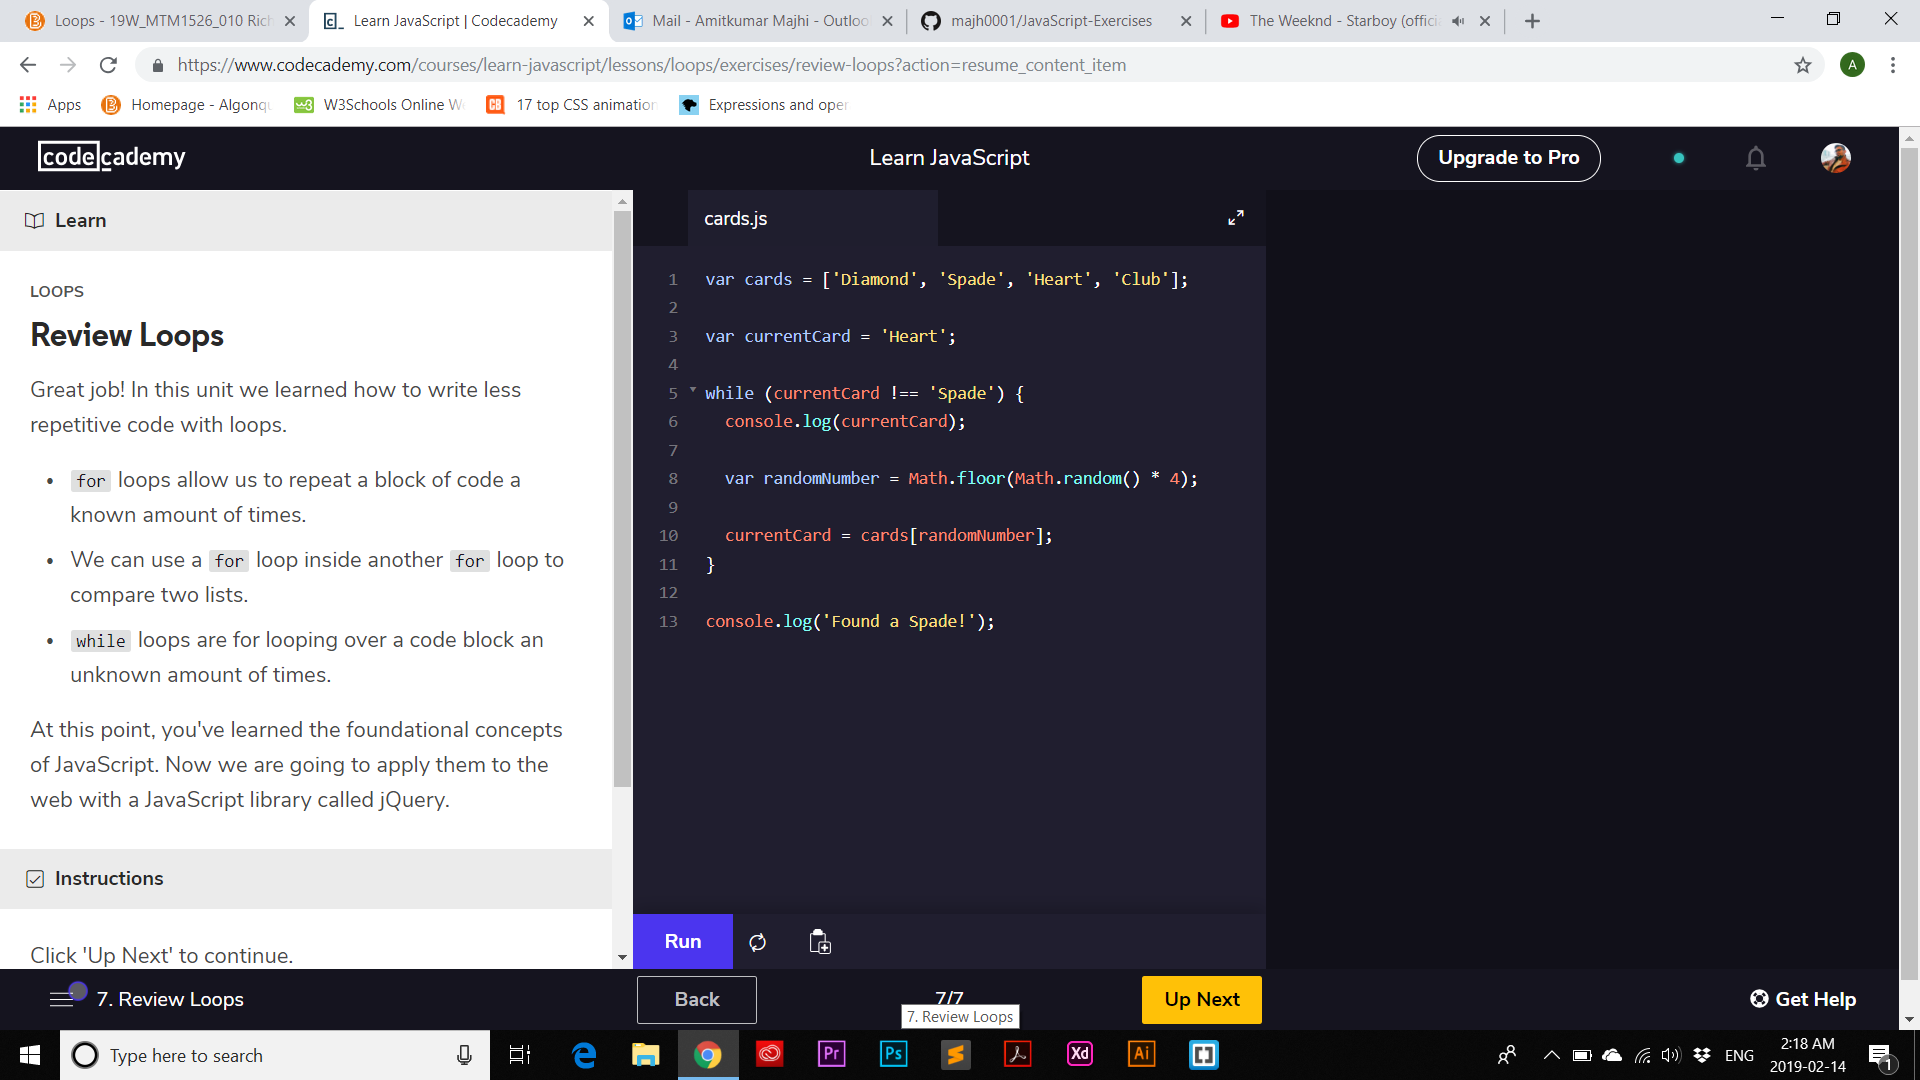 Loops - 19W_MTM1526_010 Rich
Learn JavaScript | Codecademy
Mail - Amitkumar Majhi - Outloo
majh0001/JavaScript-Exercises
The Weeknd - Starboy (offici
https://www.codecademy.com/courses/learn-javascript/lessons/loops/exercises/review-loops?action=resume_content_item
A
Apps
Homepage - Algonqu
W3Schools Online W
17 top CSS animation
Expressions and oper
codecademy
Learn JavaScript
Upgrade to Pro
Learn
LOOPS
Review Loops
Great job! In this unit we learned how to write less
repetitive code with loops.
• for loops allow us to repeat a block of code a
known amount of times.
• We can use a for loop inside another for loop to
compare two lists.
• while loops are for looping over a code block an
unknown amount of times.
At this point, you've learned the foundational concepts
of JavaScript. Now we are going to apply them to the
web with a JavaScript library called jQuery.
Instructions
Click 'Up Next' to continue.
cards.js
1 var cards = ['Diamond', 'Spade', 'Heart', 'Club'];
2
3 var currentCard = 'Heart';
4
5 while (currentCard !== 'Spade') {
6 console.log(currentCard);
7
8 var randomNumber = Math.floor(Math.random() * 4);
9
10 currentCard = cards[randomNumber];
11 }
12
13 console.log('Found a Spade!');
Run
7. Review Loops
Back
7/7
7. Review Loops
Up Next
Get Help
Type here to search
Pr
Ps
Xd
Ai
ENG
2:18 AM
2019-02-14
1